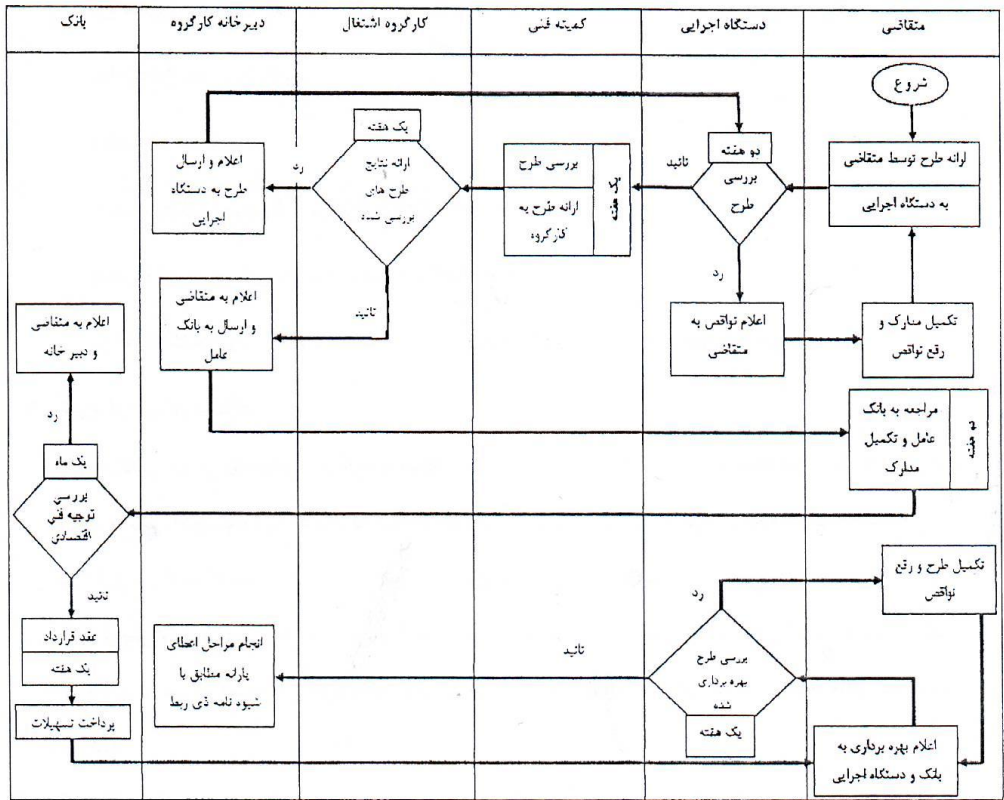 متقاضی
دستگاه اجرایی
کمیته فنی
کارگروه اشتغال
دبیرخانه کارگروه
بانک
شروع
ارائه طرح توسط متقاضی
به دستگاه اجرایی
دو هفته
بررسی
طرح
تائید
رد
یک هفته
بررسی طرح
ارائه طرح به
کارگروه
یک هفته
ارائه نتایج
طرح های
بررسی شده
رد
تائید
اعلام و ارسال
طرح به دستگاه
اجرایی
تکمیل مدارک و
رفع نواقص
اعلام نواقص به
متقاضی
اعلام به متقاضی
و ارسال به بانک
عامل
اعلام به متقاضی
و دبیر خانه
رد
مراجعه به بانک
عامل و تکمیل
مدارک
دو هفته
یک ماه
بررسی
توجیه فنی
اقتصادی
تائید
عقد قرارداد
یک هفته
پرداخت تسهیلات
تکمیل طرح و رفع
نواقص
رد
بررسی طرح
بهره برداری
شده
یک هفته
تائید
انجام مراحل اعطای
یارانه مطابق با
شیوه نامه ذی ربط
اعلام بهره برداری به
بانک و دستگاه اجرایی